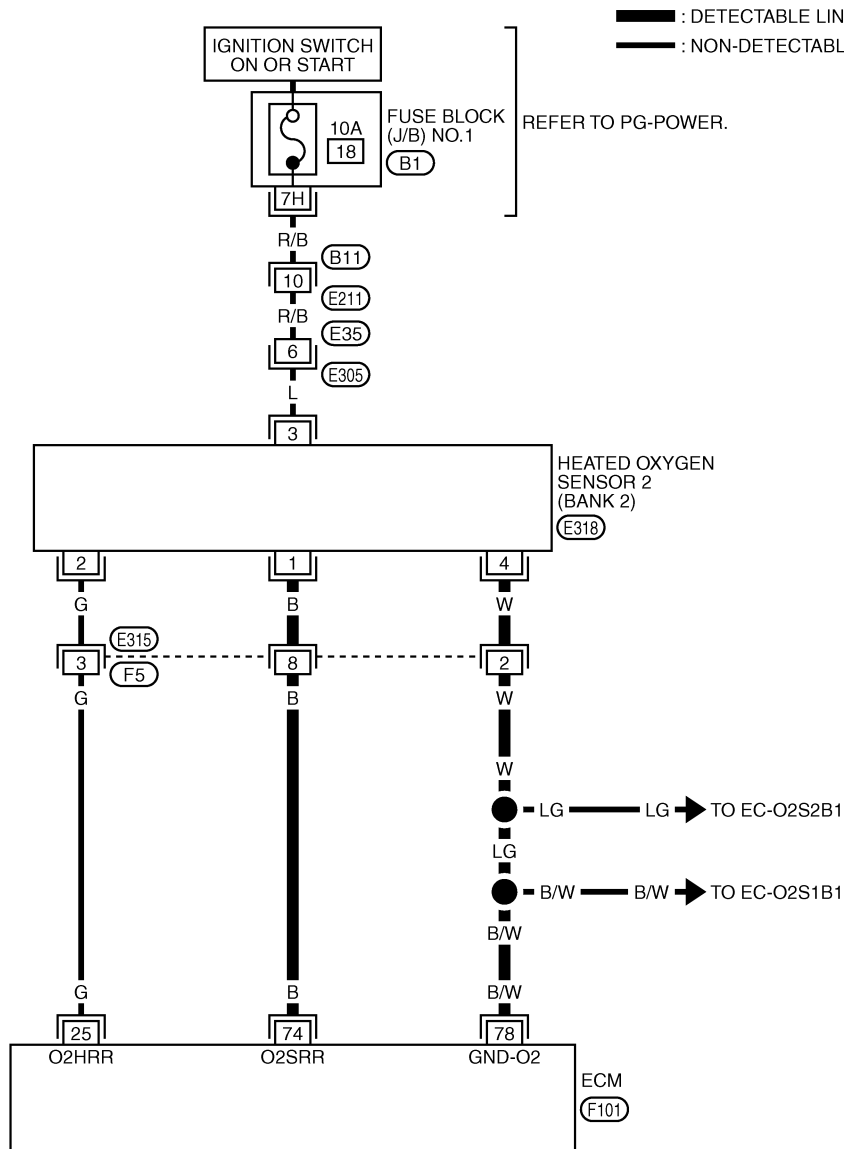 : DETECTABLE LIN
: NON-DETECTABL
IGNITION SWITCH
ON OR START
10A
18
FUSE BLOCK
(J/B) NO.1
B1
REFER TO PG-POWER.
7H
R/B
B11
10
E211
R/B
E35
6
E305
L
3
HEATED OXYGEN
SENSOR 2
(BANK 2)
E318
2 1 4
G B W
E315
3 8 2
F5
G B W
W
LG LG TO EC-O2S2B1
LG
B/W B/W TO EC-O2S1B1
B/W
G B B/W
25 74 78
O2HRR O2SRR GND-O2
ECM
F101